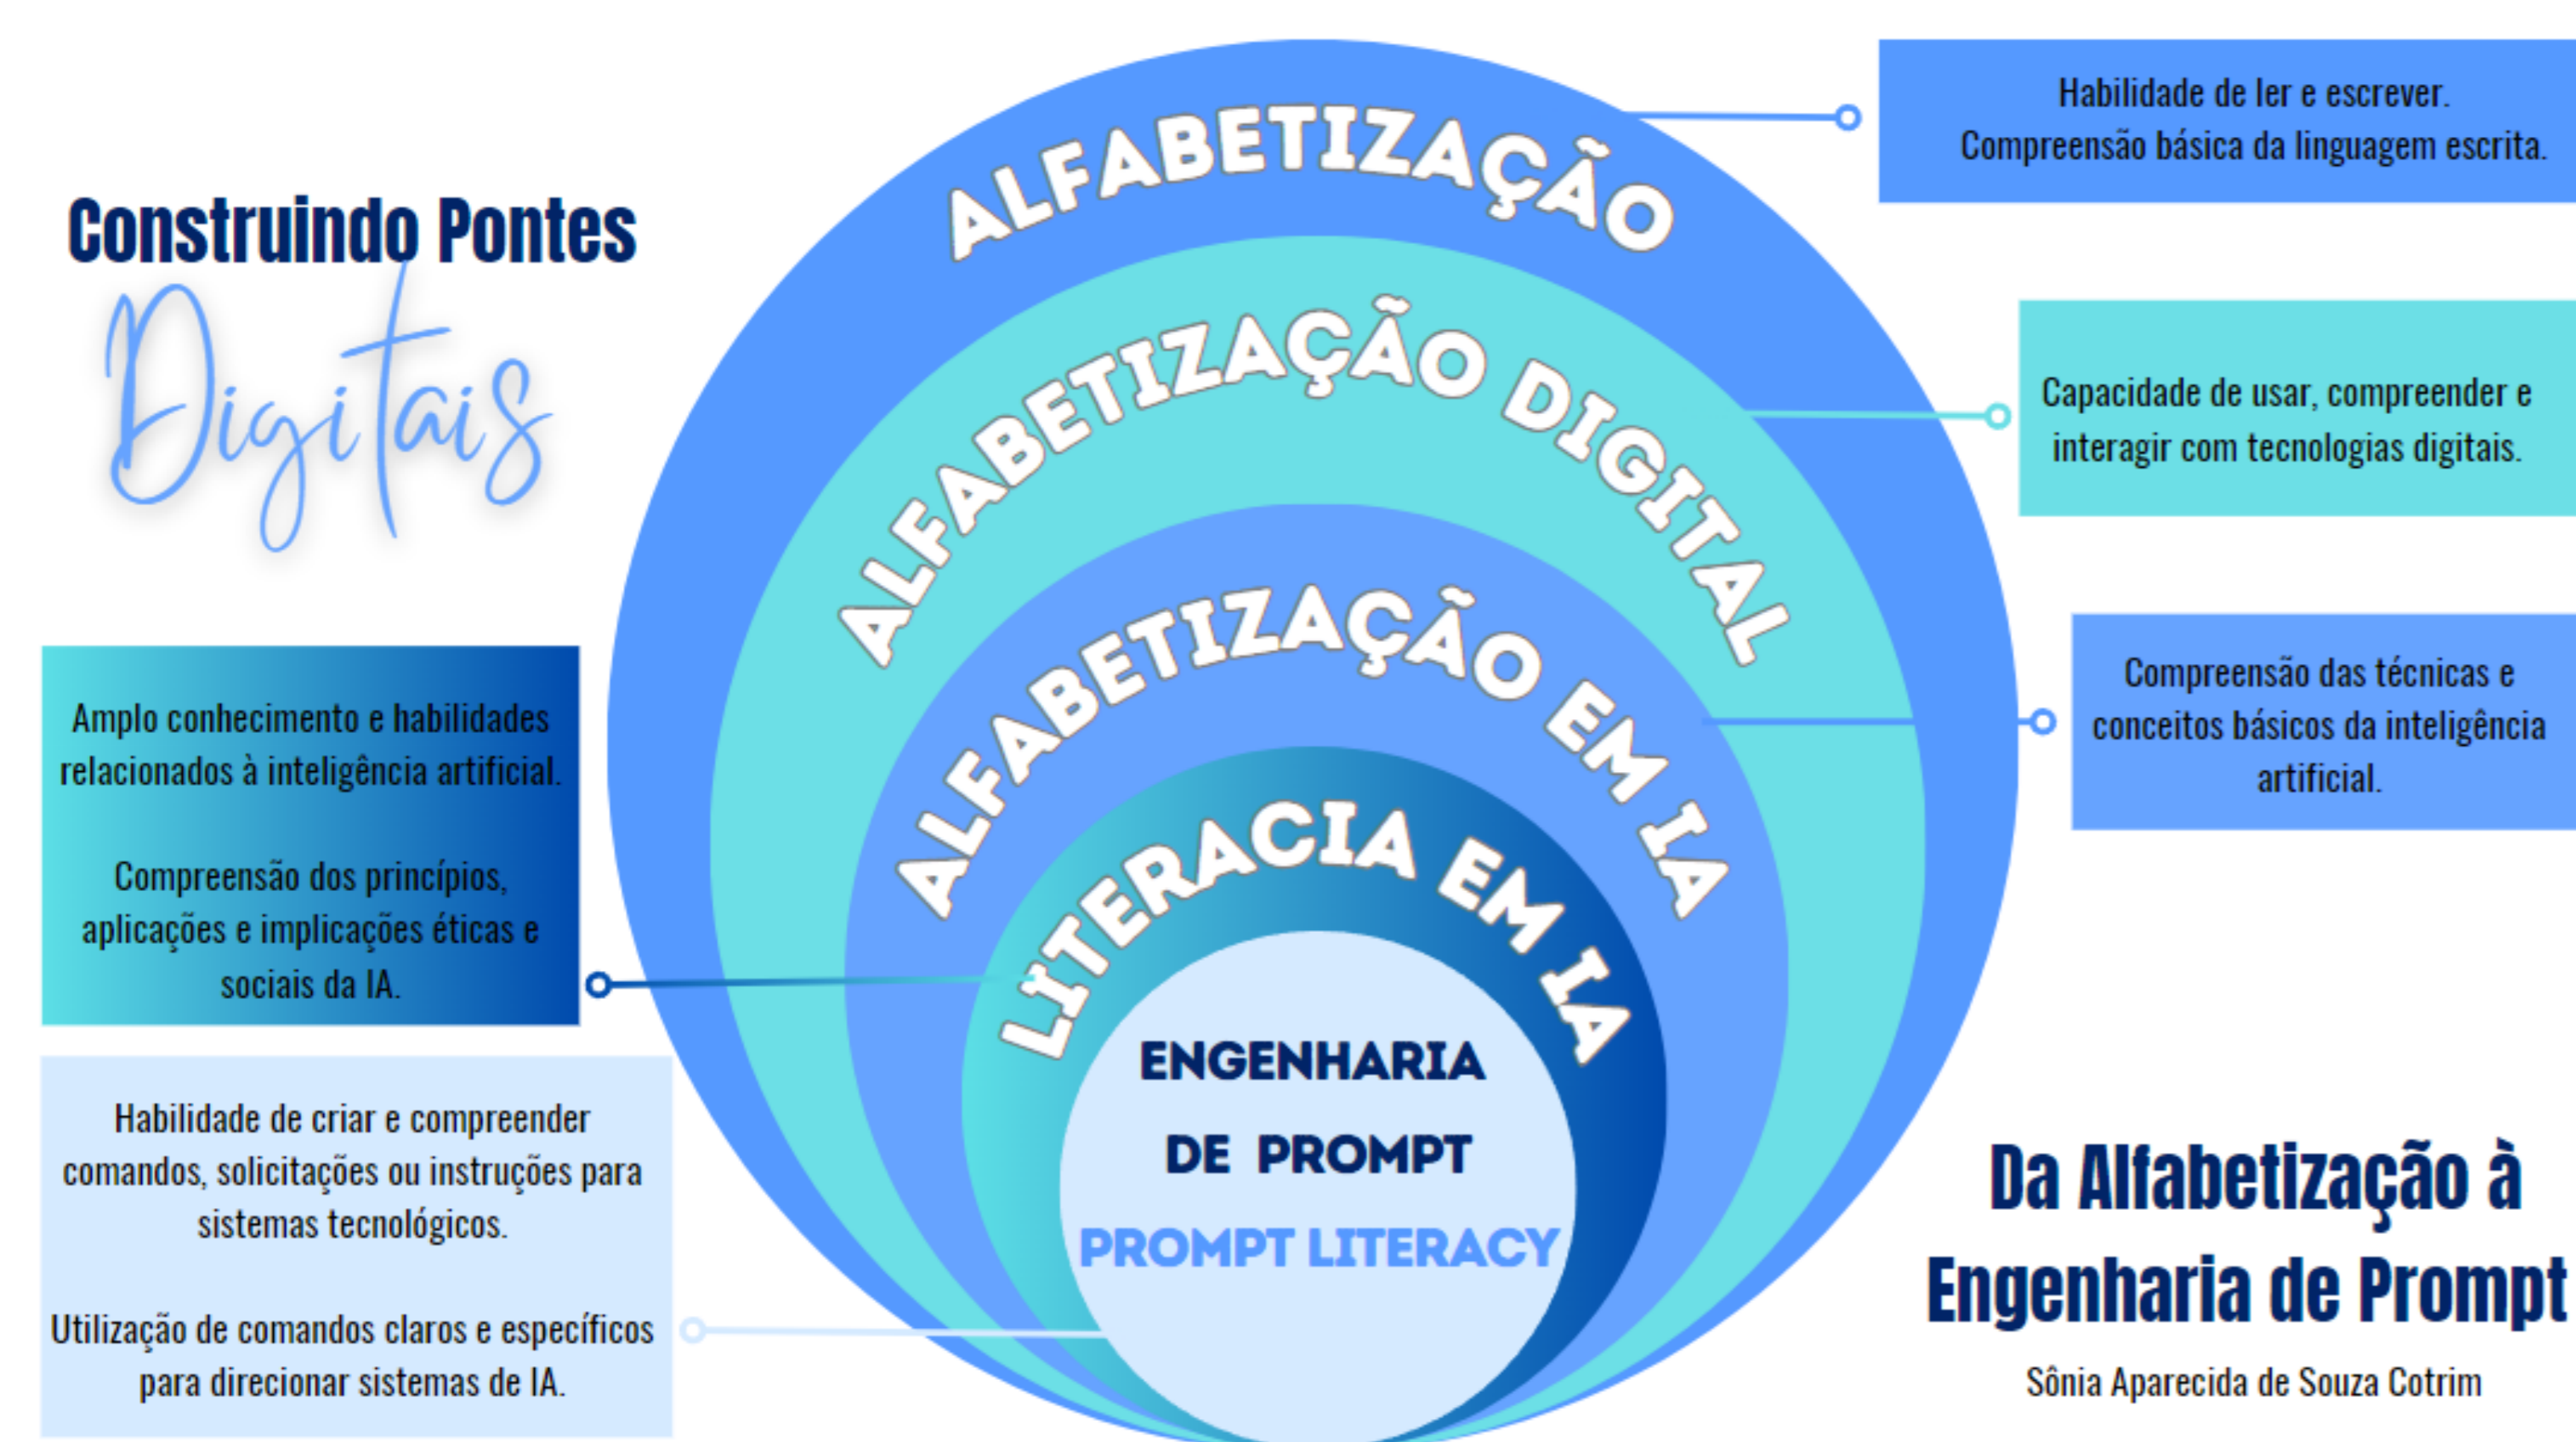 Construindo Pontes
Digitais
ALFABETIZAÇÃO
Habilidade de ler e escrever.
Compreensão básica da linguagem escrita.
ALFABETIZAÇÃO DIGITAL
Capacidade de usar, compreender e
interagir com tecnologias digitais.
ALFABETIZAÇÃO EM IA
Compreensão das técnicas e
conceitos básicos da inteligência
artificial.
LITERACIA EM IA
Amplo conhecimento e habilidades
relacionados à inteligência artificial.
Compreensão dos princípios,
aplicações e implicações éticas e
sociais da IA.
ENGENHARIA
DE PROMPT
PROMPT LITERACY
Habilidade de criar e compreender
comandos, solicitações ou instruções para
sistemas tecnológicos.
Utilização de comandos claros e específicos
para direcionar sistemas de IA.
Da Alfabetização à
Engenharia de Prompt
Sônia Aparecida de Souza Cotrim